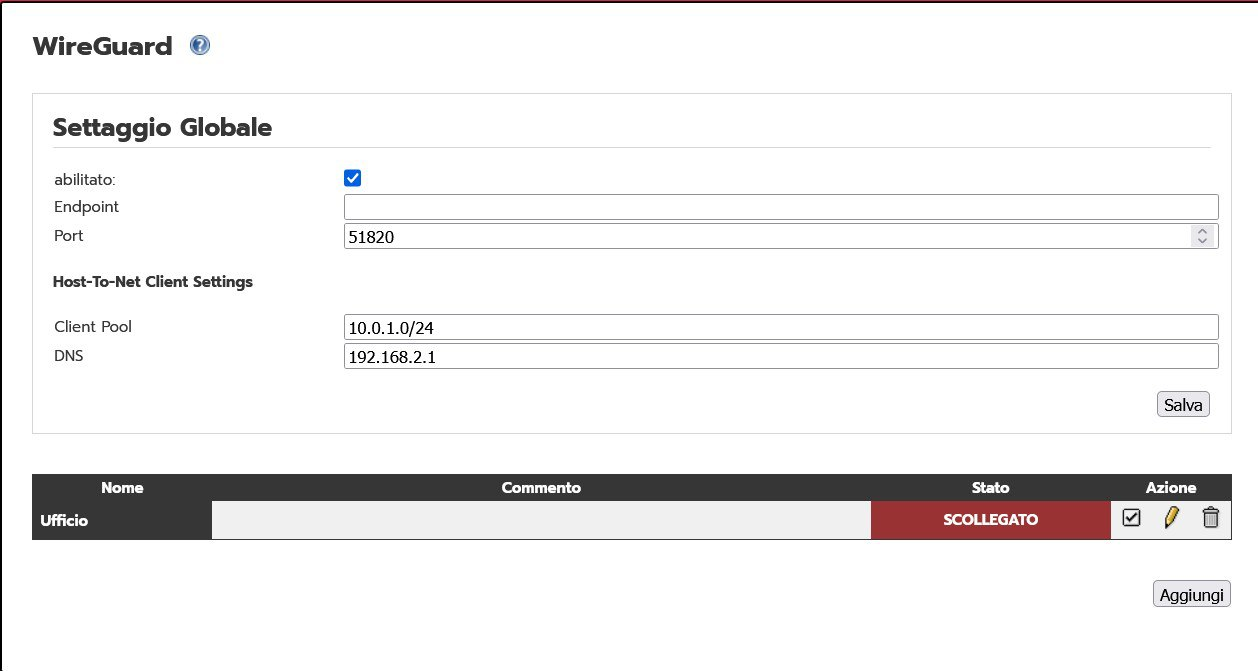 WireGuard
Settaggio Globale
abilitato:
Endpoint
Port 51820
Host-To-Net Client Settings
Client Pool 10.0.1.0/24
DNS 192.168.2.1
Salva
Nome Commento Stato Azione
Ufficio SCOLLEGATO
Aggiungi